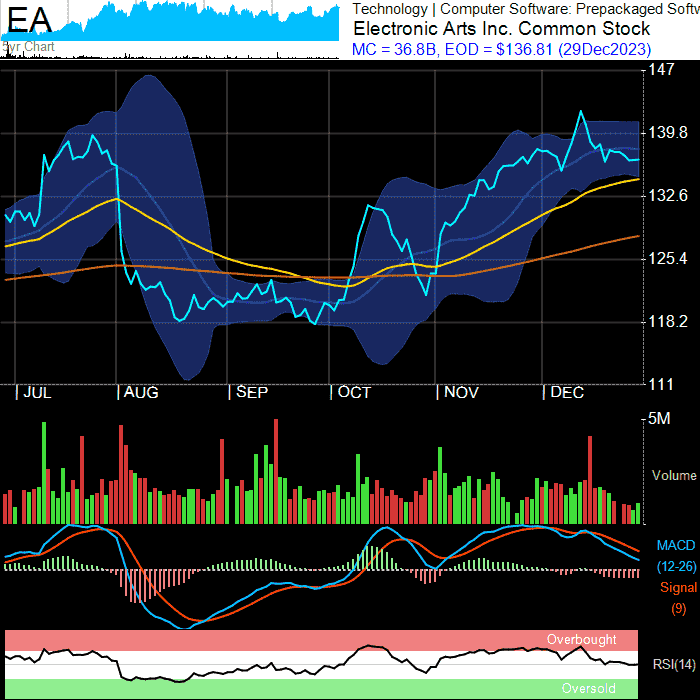 EA
5yr Chart
Technology | Computer Software: Prepackaged Softw
Electronic Arts Inc. Common Stock
MC = 36.8B, EOD = $136.81 (29Dec2023)
147
139.8
132.6
125.4
118.2
111
| JUL | AUG | SEP | OCT | NOV | DEC
5M
Volume
MACD
(12-26)
Signal
(9)
Overbought
RSI(14)
Oversold